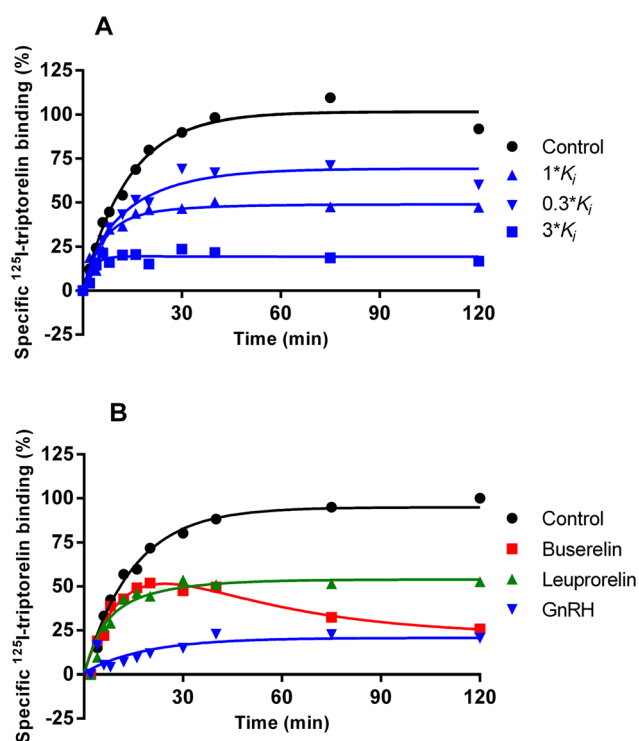 A
Specific ¹²⁵I-triptorelin binding (%)
125
100
75
50
25
0
-25
30
60
90
120
Time (min)
Control
1*Ki
0.3*Ki
3*Ki
B
Specific ¹²⁵I-triptorelin binding (%)
125
100
75
50
25
0
-25
30
60
90
120
Time (min)
Control
Buserelin
Leuprorelin
GnRH